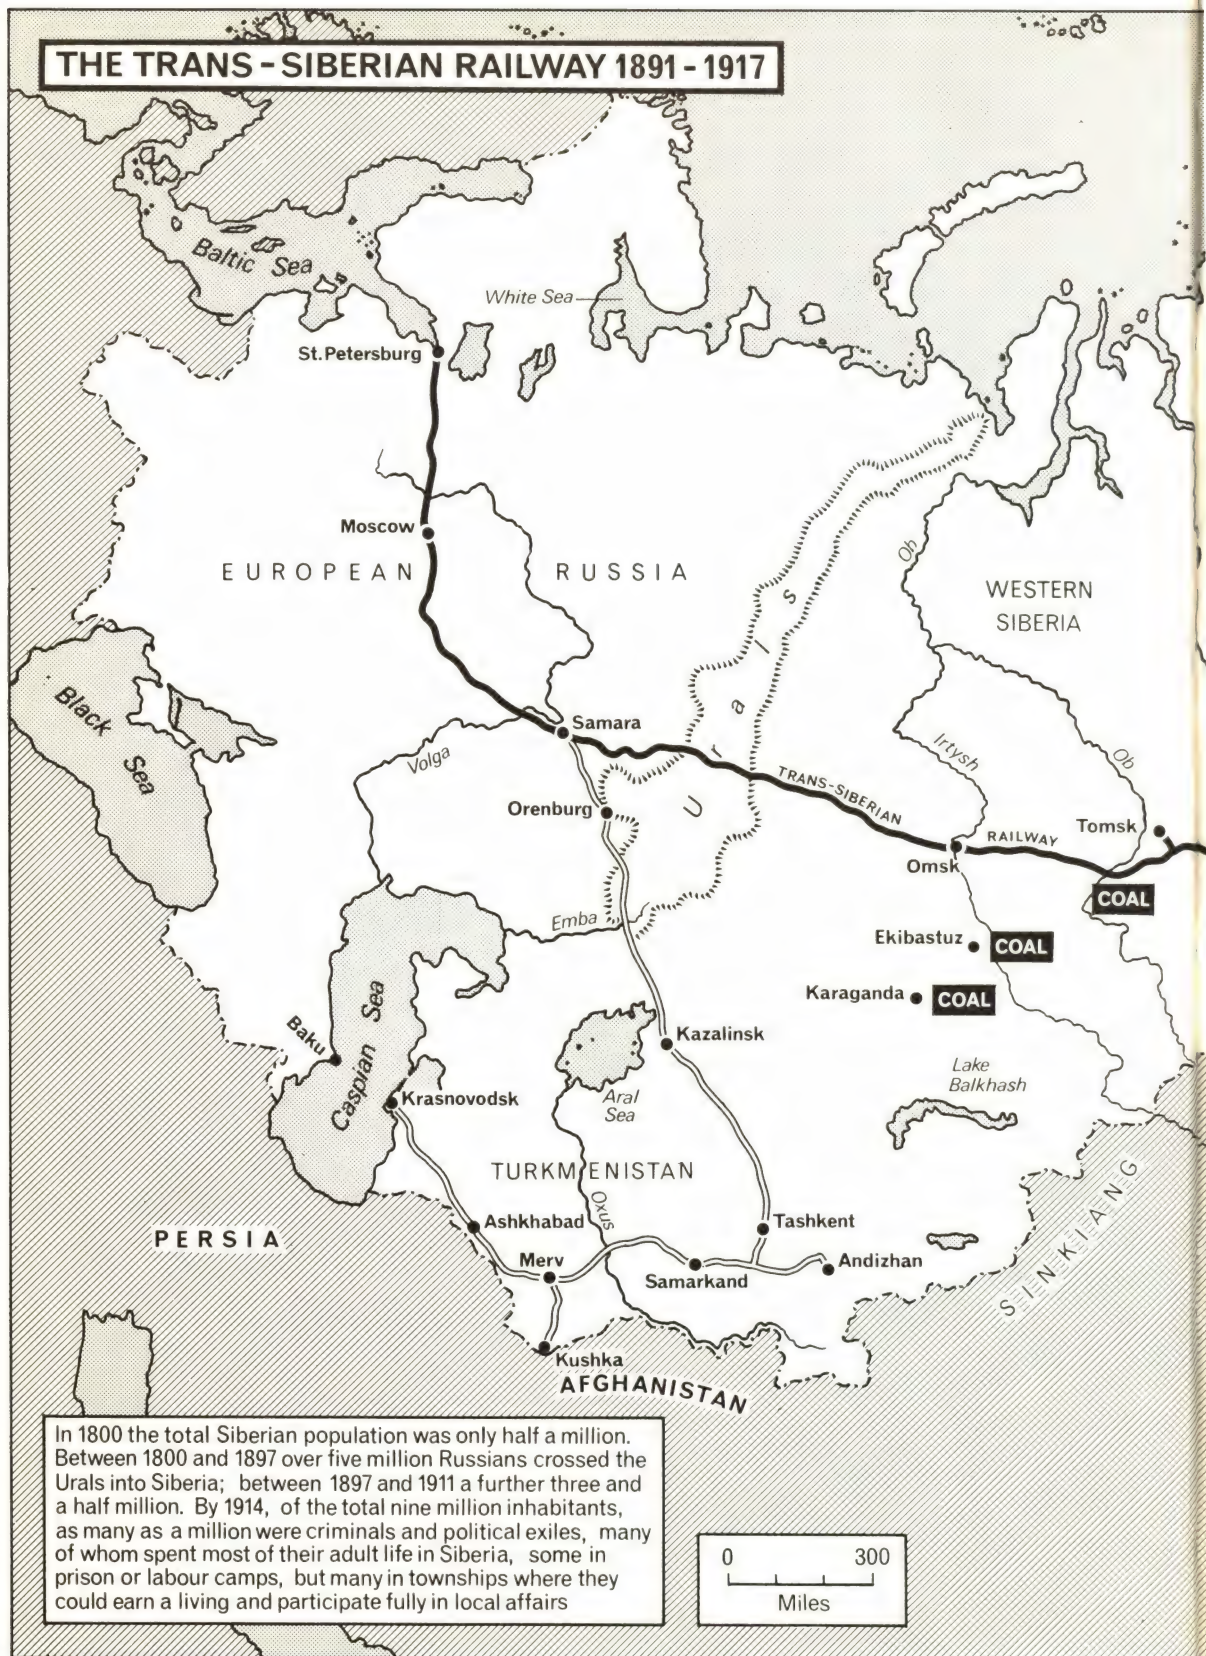 THE TRANS-SIBERIAN RAILWAY 1891-1917
Baltic Sea
White Sea
St. Petersburg
Moscow
EUROPEAN RUSSIA
Ob
WESTERN
SIBERIA
Urals
Black
Sea
Samara
Volga
Irtysh
Ob
TRANS-SIBERIAN
RAILWAY
Orenburg
Tomsk
Omsk
COAL
Emba
Ekibastuz
COAL
Karaganda
COAL
Caspian Sea
Baku
Kazalinsk
Lake
Balkhash
Krasnovodsk
Aral
Sea
TURKMENISTAN
Oxus
SINKIANG
PERSIA
Ashkhabad
Tashkent
Merv
Samarkand
Andizhan
Kushka
AFGHANISTAN
In 1800 the total Siberian population was only half a million.
Between 1800 and 1897 over five million Russians crossed the
Urals into Siberia; between 1897 and 1911 a further three and
a half million. By 1914, of the total nine million inhabitants,
as many as a million were criminals and political exiles, many
of whom spent most of their adult life in Siberia, some in
prison or labour camps, but many in townships where they
could earn a living and participate fully in local affairs
0 300
Miles